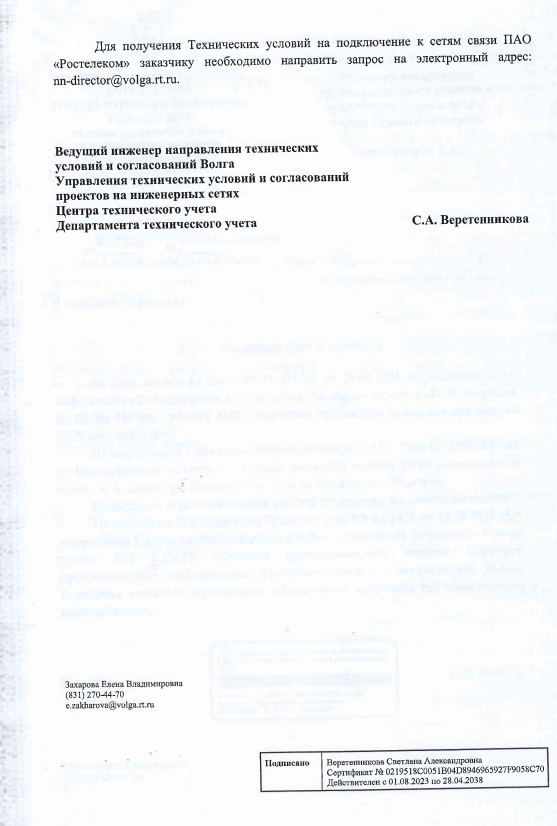 Для получения Технических условий на подключение к сетям связи ПАО
«Ростелеком» заказчику необходимо направить запрос на электронный адрес:
nn-director@volga.rt.ru.
Ведущий инженер направления технических
условий и согласований Волга
Управления технических условий и согласований
проектов на инженерных сетях
Центра технического учета
Департамента технического учета
С.А. Веретенникова
Захарова Елена Владимировна
(831) 270-44-70
e.zakharova@volga.rt.ru
Подписано
Веретенникова Светлана Александровна
Сертификат № 0219518C0051B04D8946965927F9058C70
Действителен с 01.08.2023 по 28.04.2038